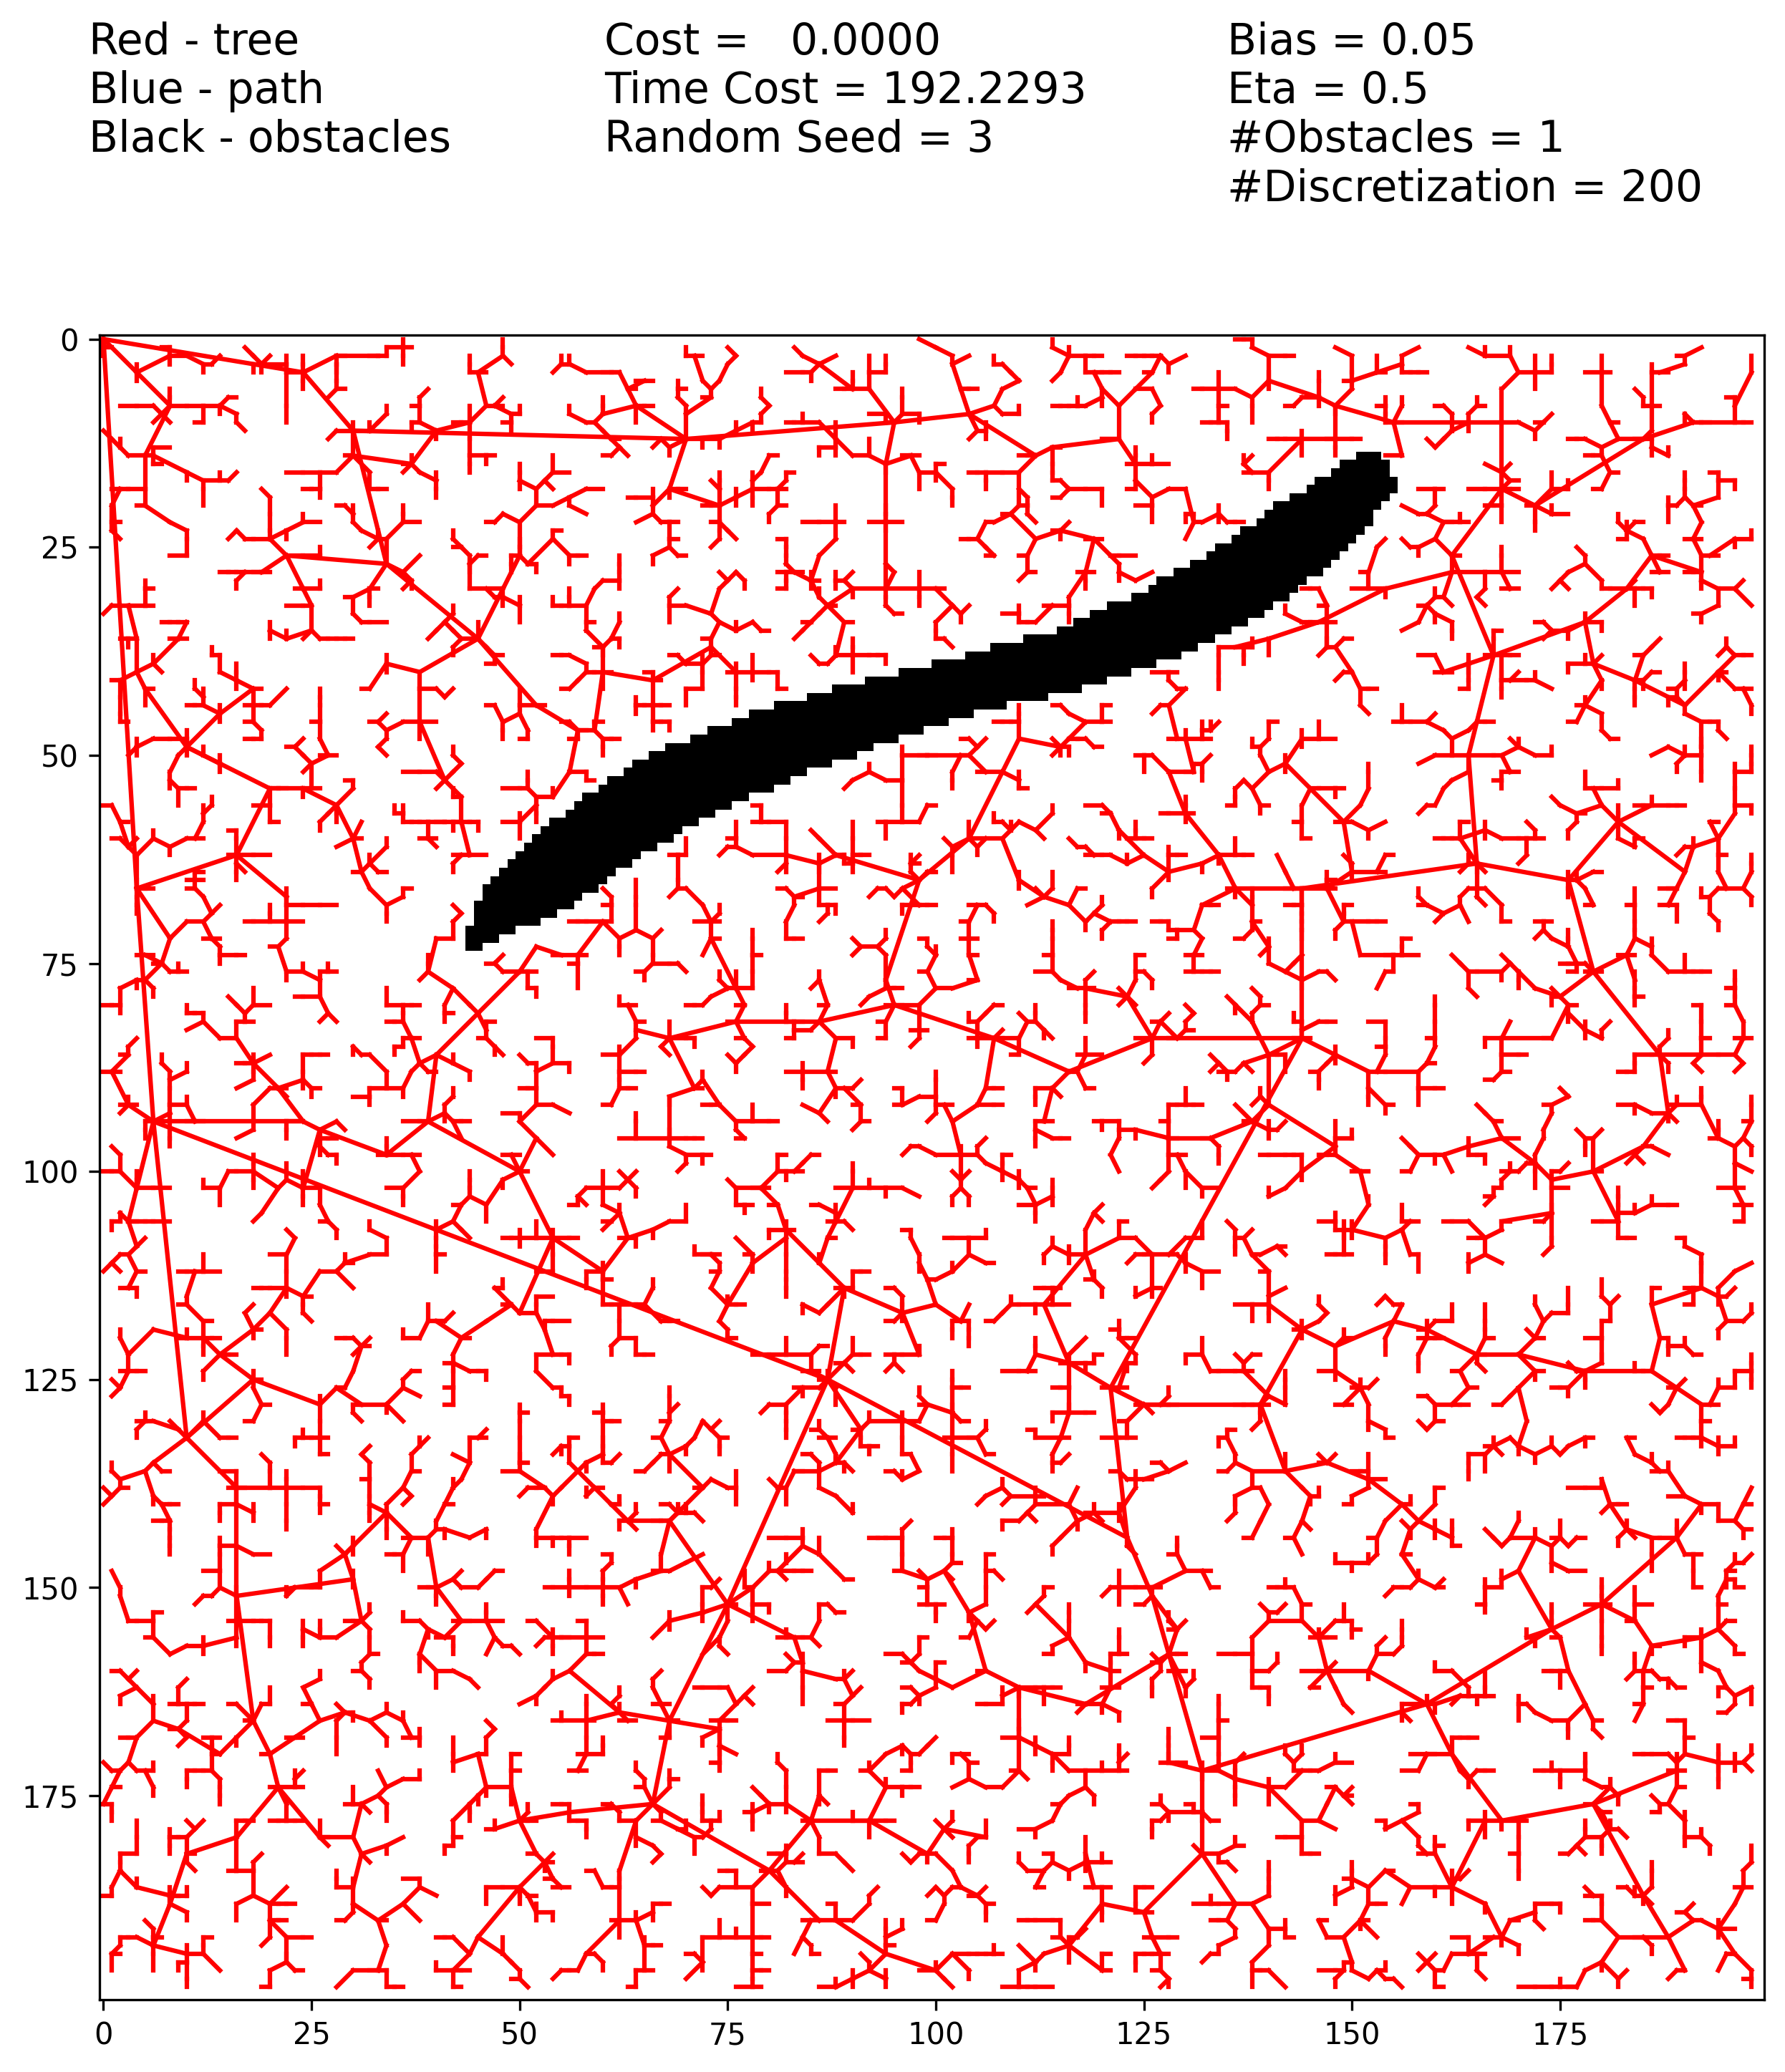 Red - tree
Blue - path
Black - obstacles
Cost =   0.0000
Time Cost = 192.2293
Random Seed = 3
Bias = 0.05
Eta = 0.5
#Obstacles = 1
#Discretization = 200
0
25
50
75
100
125
150
175
0 25 50 75 100 125 150 175